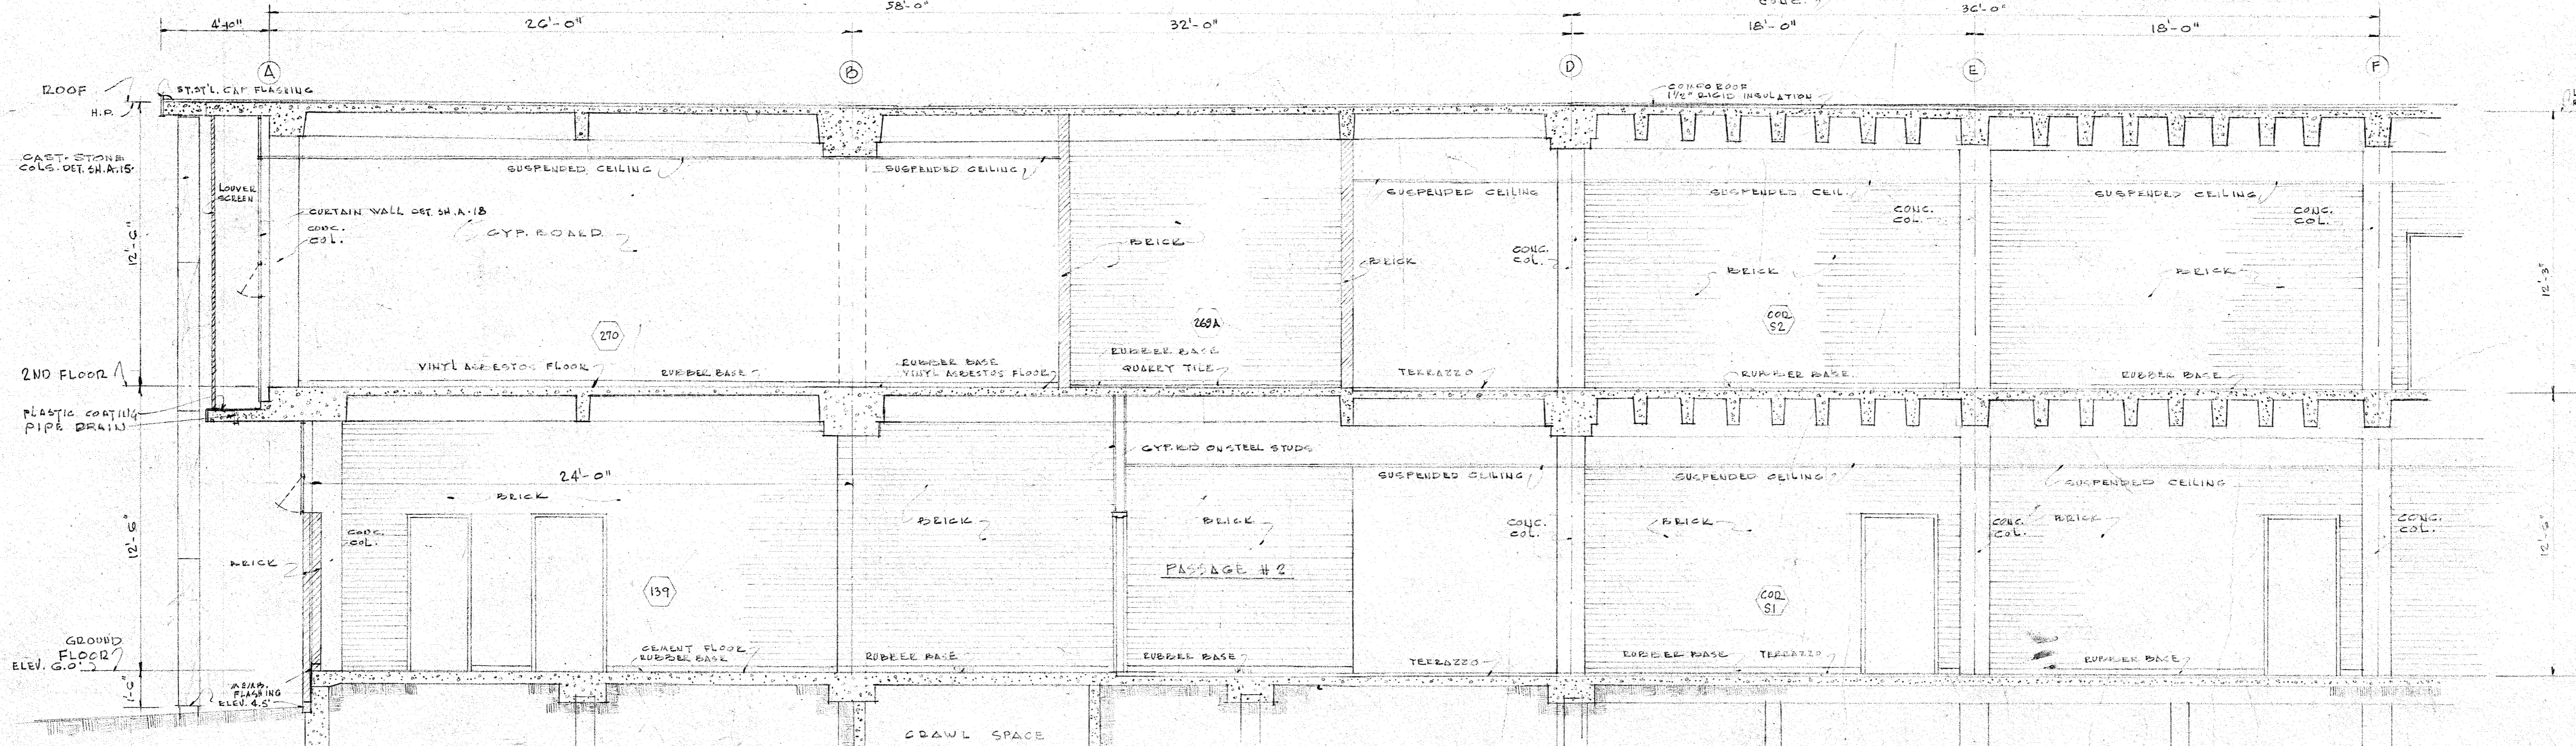 58'-0"
36'-0"
4'-0"
26'-0"
32'-0"
18'-0"
18'-0"
A
B
D
E
F
ROOF
ST.ST'L. CAP FLASHING
COMPO ROOF
1½" RIGID INSULATION
H.P.
CAST-STONE
COLS. DET. SH.A.15.
LOUVER
SCREEN
SUSPENDED CEILING
SUSPENDED CEILING
SUSPENDED CEILING
SUSPENDED CEIL.
SUSPENDED CEILING
CURTAIN WALL DET. SH.A-18
CONC.
COL.
GYP. BOARD
BRICK
BRICK
CONC.
COL.
CONC.
COL.
BRICK
CONC.
COL.
BRICK
12'-6"
12'-3"
270
269A
COR
S2
2ND FLOOR
VINYL ASBESTOS FLOOR
RUBBER BASE
RUBBER BASE
VINYL ASBESTOS FLOOR
RUBBER BASE
QUARRY TILE
TERRAZZO
RUBBER BASE
RUBBER BASE
PLASTIC COATING
PIPE DRAIN
GYP. BD ON STEEL STUDS
24'-0"
SUSPENDED CEILING
SUSPENDED CEILING
SUSPENDED CEILING
BRICK
CONC.
COL.
BRICK
BRICK
CONC.
COL.
BRICK
CONC.
COL.
BRICK
CONC.
COL.
12'-6"
12'-6"
BRICK
PASSAGE #2
139
COR
S1
GROUND
FLOOR
ELEV. 6.0'
CEMENT FLOOR
RUBBER BASE
RUBBER BASE
RUBBER BASE
TERRAZZO
RUBBER BASE TERRAZZO
RUBBER BASE
MEMB.
FLASHING
ELEV. 4.5'
CRAWL SPACE